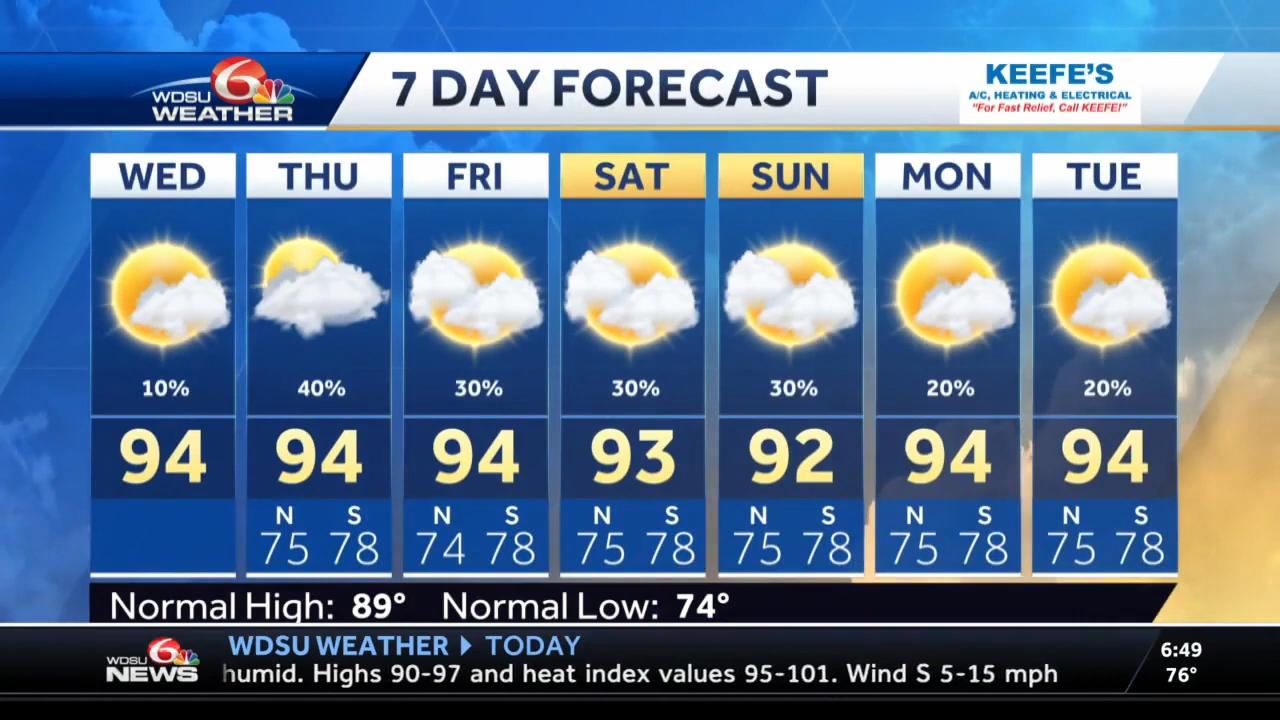 WDSU 6
WEATHER
7 DAY FORECAST
KEEFE'S
A/C, HEATING & ELECTRICAL
"For Fast Relief, Call KEEFE!"
WED THU FRI SAT SUN MON TUE
10% 40% 30% 30% 30% 20% 20%
94 94 94 93 92 94 94
N S N S N S N S N S N S
75 78 74 78 75 78 75 78 75 78 75 78
Normal High: 89° Normal Low: 74°
WDSU 6
NEWS
WDSU WEATHER TODAY
humid. Highs 90-97 and heat index values 95-101. Wind S 5-15 mph
6:49
76°